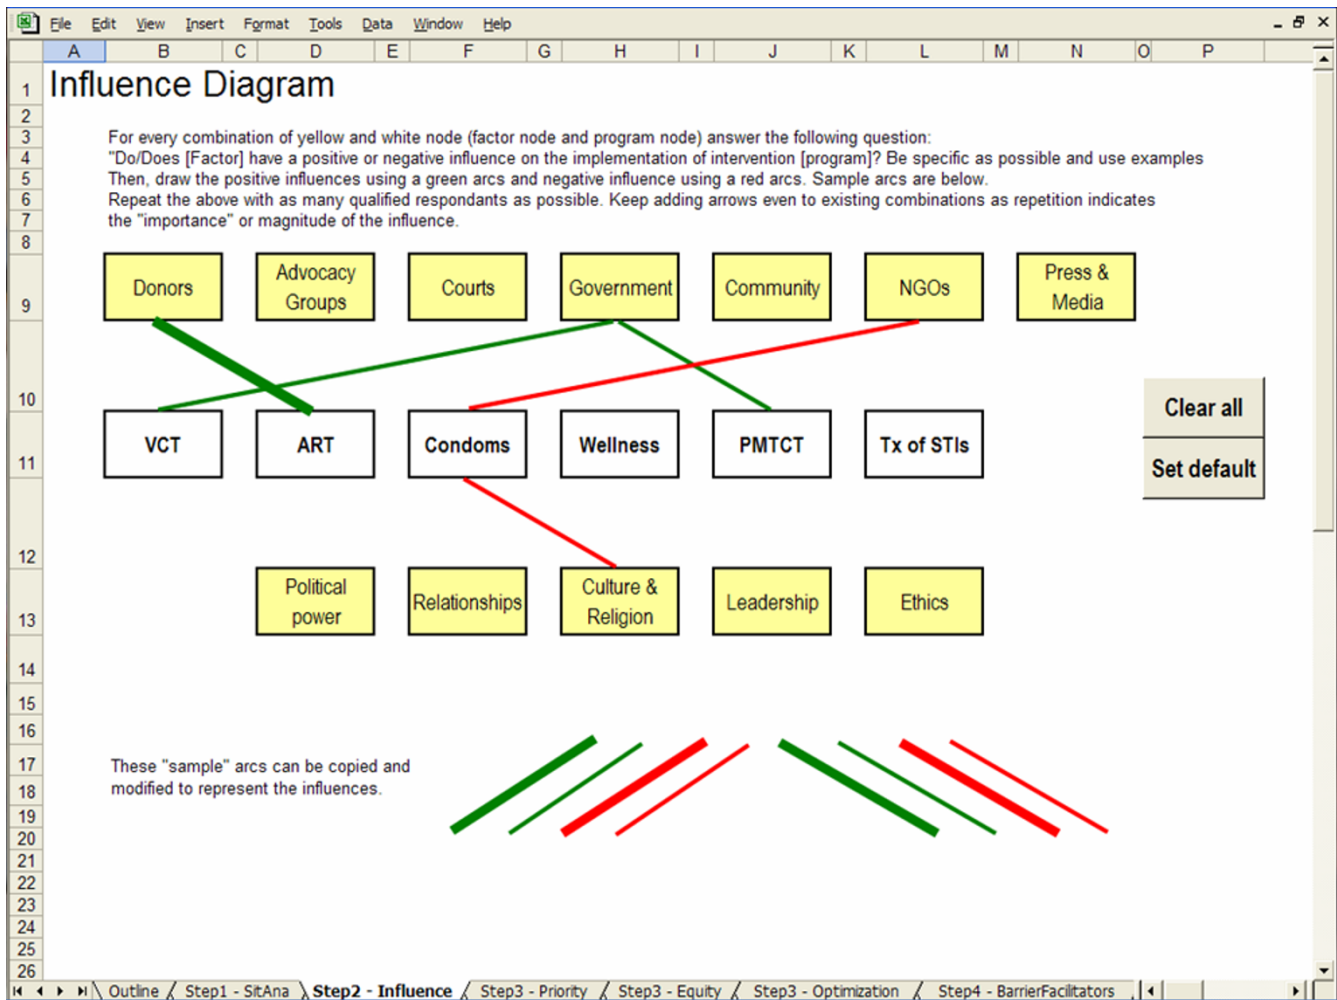 File Edit View Insert Format Tools Data Window Help
A B C D E F G H I J K L M N O P
1 Influence Diagram
2
3 For every combination of yellow and white node (factor node and program node) answer the following question:
4 "Do/Does [Factor] have a positive or negative influence on the implementation of intervention [program]? Be specific as possible and use examples
5 Then, draw the positive influences using a green arcs and negative influence using a red arcs. Sample arcs are below.
6 Repeat the above with as many qualified respondants as possible. Keep adding arrows even to existing combinations as repetition indicates
7 the "importance" or magnitude of the influence.
8
Donors Advocacy Groups Courts Government Community NGOs Press & Media
9
10
Clear all
VCT ART Condoms Wellness PMTCT Tx of STIs
11
Set default
12
Political power Relationships Culture & Religion Leadership Ethics
13
14
15
16
17 These "sample" arcs can be copied and
18 modified to represent the influences.
19
20
21
22
23
24
25
26
Outline Step1 - SitAna Step2 - Influence Step3 - Priority Step3 - Equity Step3 - Optimization Step4 - BarrierFacilitators